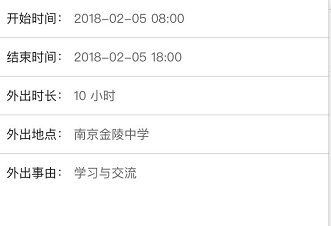 开始时间： 2018-02-05 08:00
结束时间： 2018-02-05 18:00
外出时长： 10 小时
外出地点： 南京金陵中学
外出事由： 学习与交流